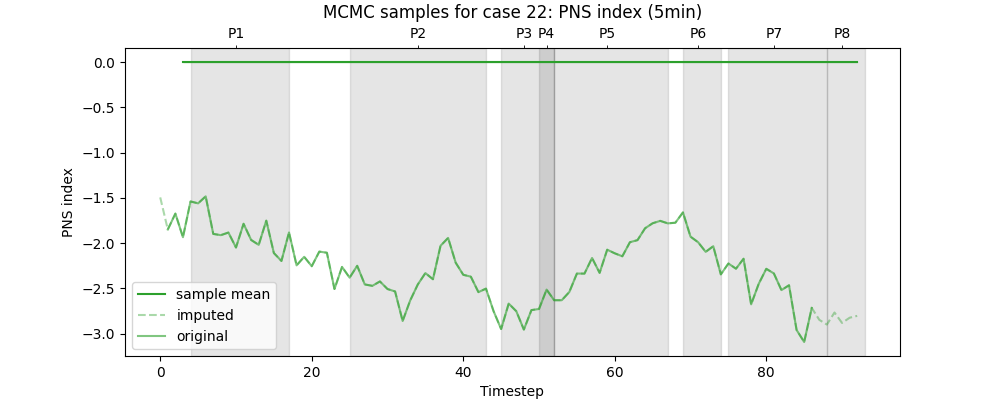 MCMC samples for case 22: PNS index (5min)
P1 P2 P3 P4 P5 P6 P7 P8
0.0
−0.5
−1.0
−1.5
−2.0
−2.5
−3.0
PNS index
sample mean
imputed
original
0 20 40 60 80
Timestep